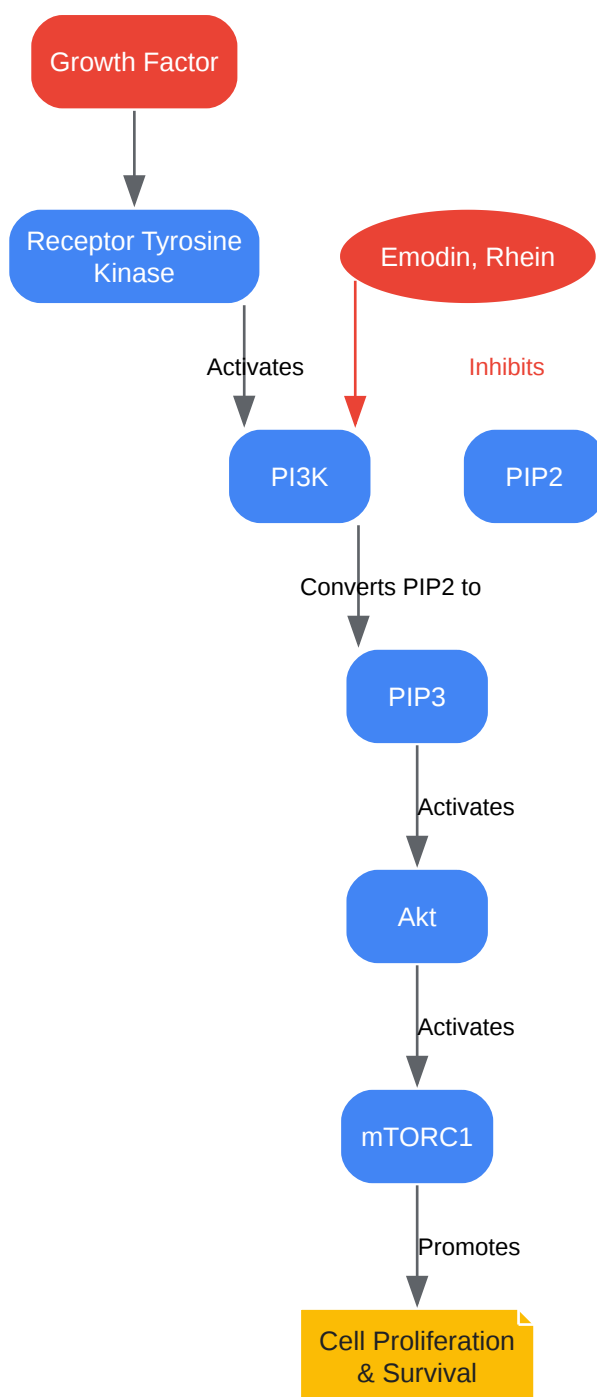 Growth Factor
Receptor Tyrosine
Kinase
Emodin, Rhein
Activates
Inhibits
PI3K
PIP2
Converts PIP2 to
PIP3
Activates
Akt
Activates
mTORC1
Promotes
Cell Proliferation
& Survival